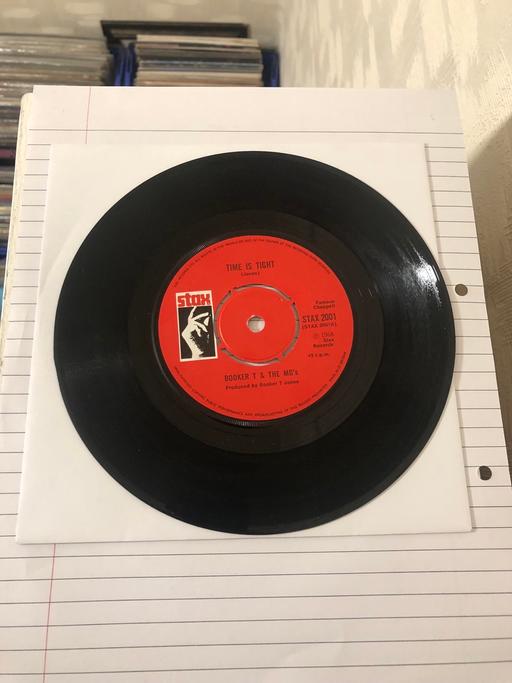 TIME IS TIGHT
(Jones)
stax
Famous
Chappell
STAX 2001
(STAX 2001A)
℗ 1968
Stax
Records
45 r.p.m.
BOOKER T & THE MG's
Produced by Booker T Jones